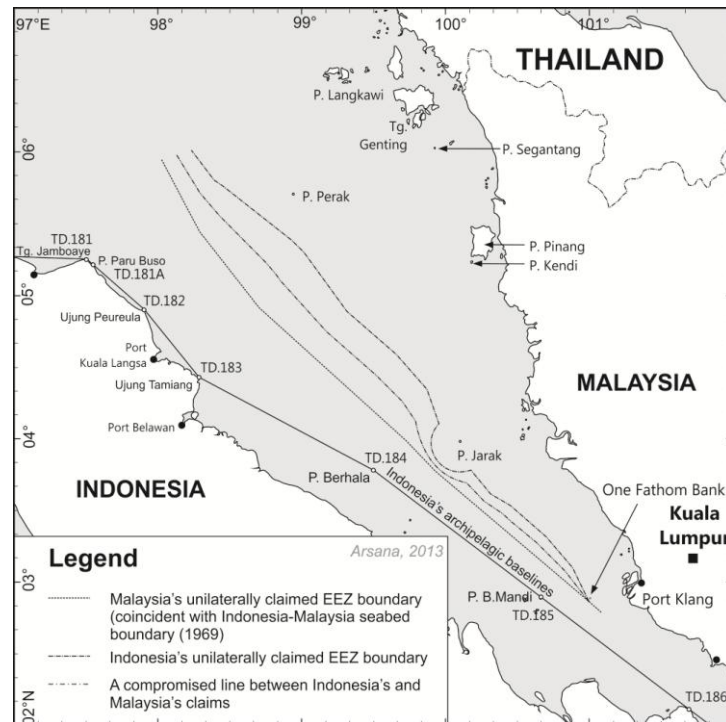 97°E
98°
99°
100°
101°
THAILAND
P. Langkawi
Tg.
Genting
P. Segantang
06°
P. Perak
TD.181
Tg. Jamboaye
P. Paru Buso
TD.181A
P. Pinang
P. Kendi
05°
TD.182
Ujung Peureula
Port
Kuala Langsa
TD.183
Ujung Tamiang
MALAYSIA
Port Belawan
04°
P. Jarak
TD.184
P. Berhala
INDONESIA
Indonesia's archipelagic baselines
One Fathom Bank
Kuala
Lumpur
Port Klang
03°
P. B.Mandi
TD.185
TD.186
02°N
Legend
Arsana, 2013
Malaysia's unilaterally claimed EEZ boundary
(coincident with Indonesia-Malaysia seabed
boundary (1969)
Indonesia's unilaterally claimed EEZ boundary
A compromised line between Indonesia's and
Malaysia's claims